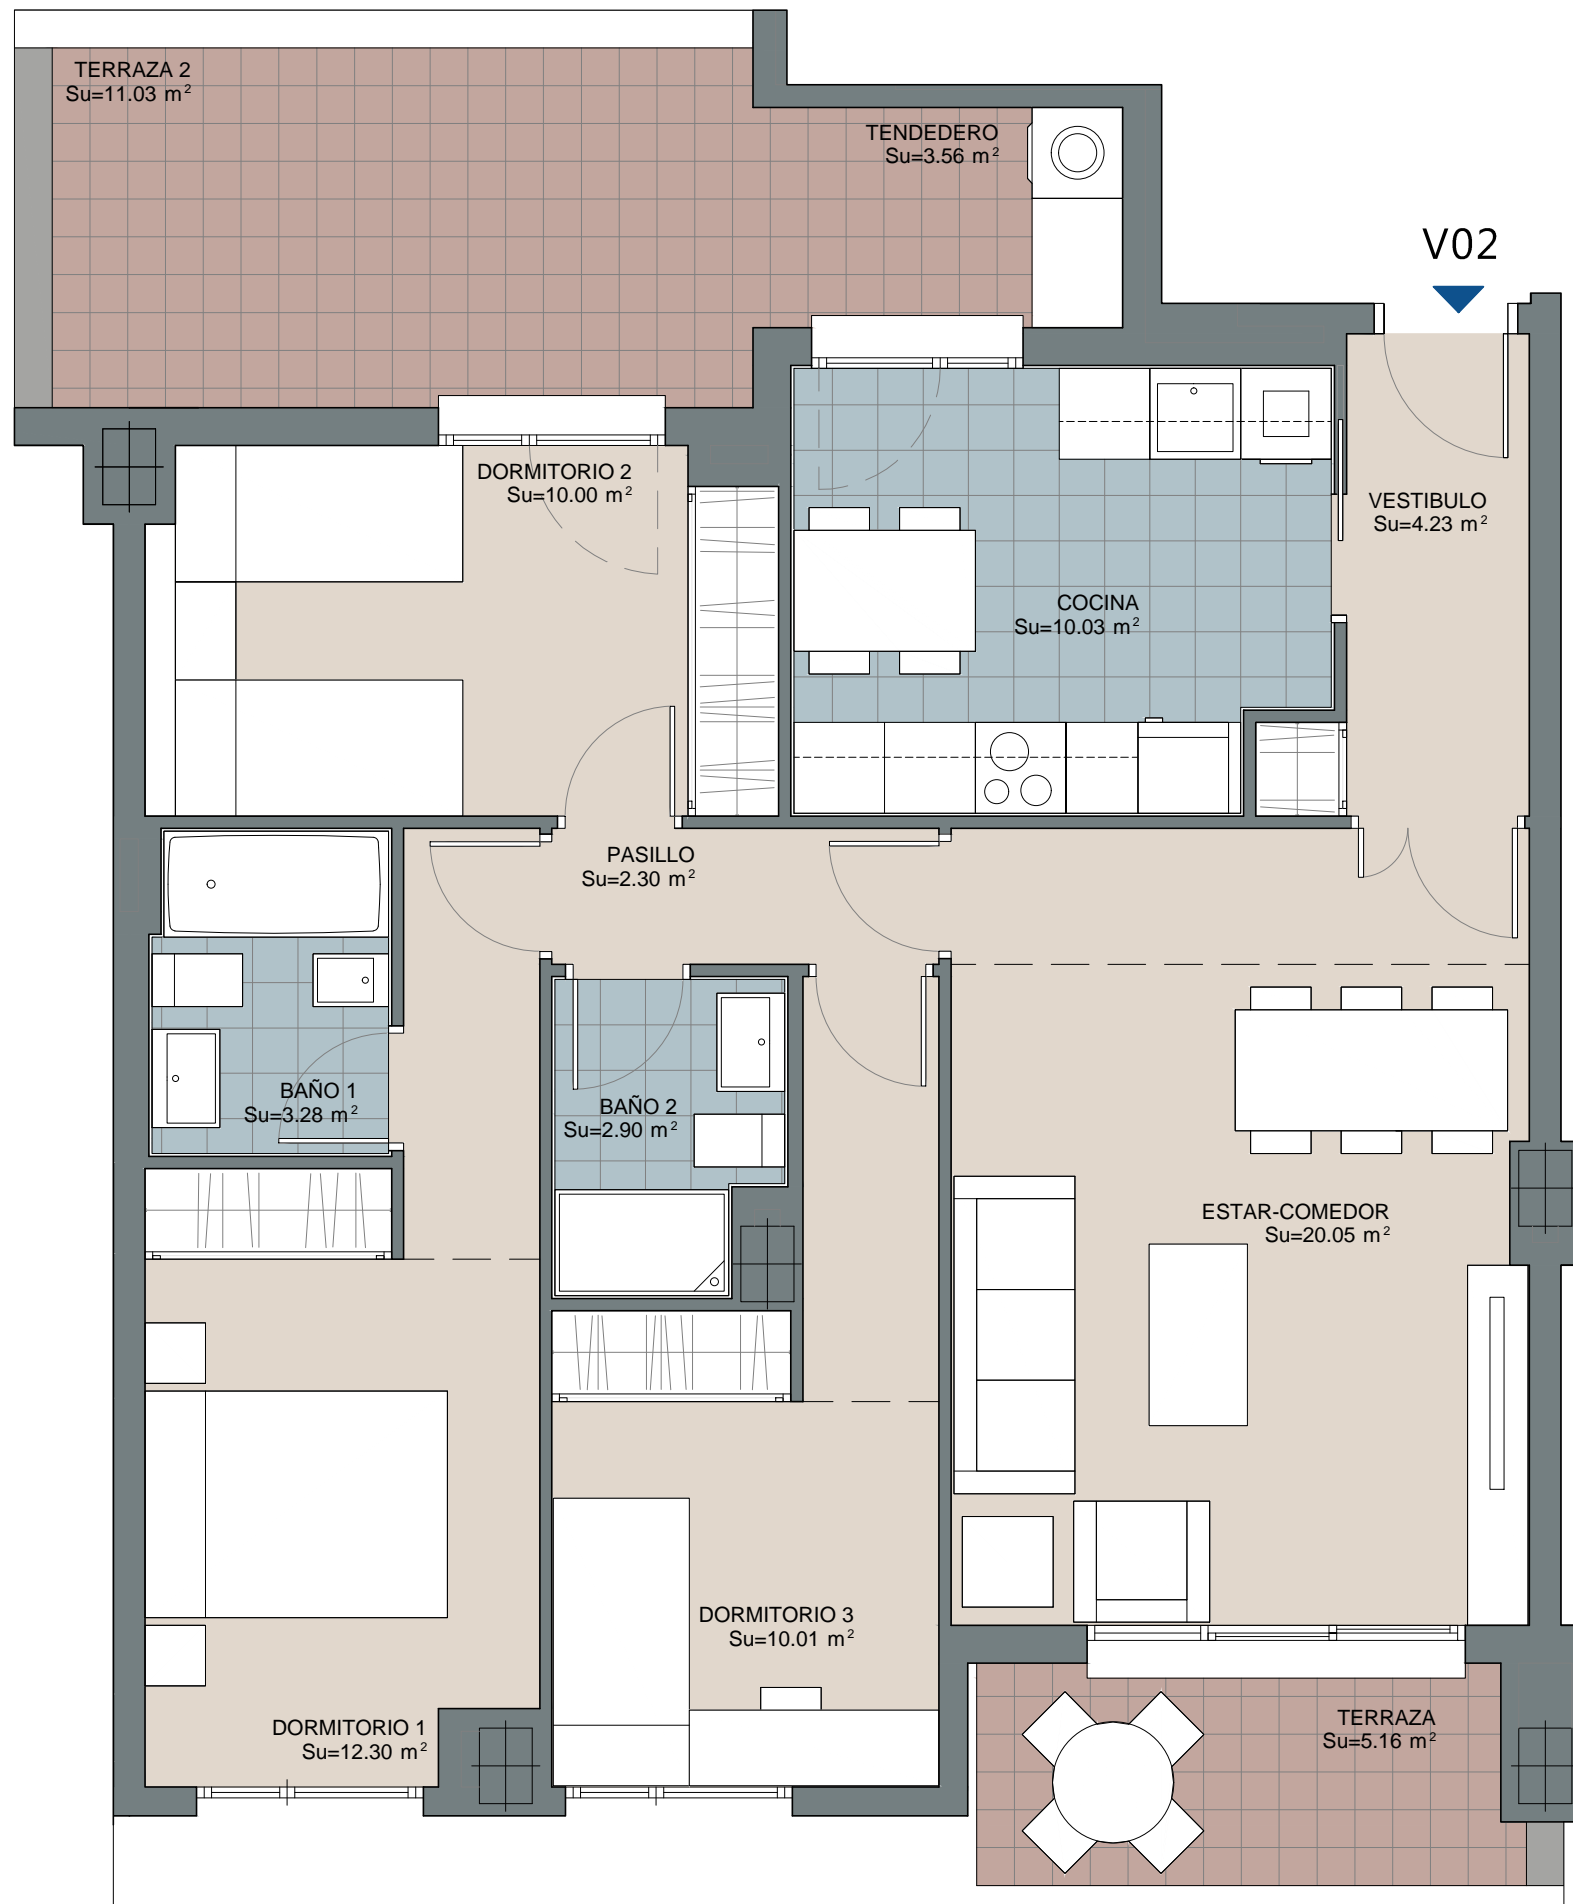 TERRAZA 2
Su=11.03 m²
TENDEDERO
Su=3.56 m²
V02
DORMITORIO 2
Su=10.00 m²
VESTIBULO
Su=4.23 m²
COCINA
Su=10.03 m²
PASILLO
Su=2.30 m²
BAÑO 1
Su=3.28 m²
BAÑO 2
Su=2.90 m²
ESTAR-COMEDOR
Su=20.05 m²
DORMITORIO 3
Su=10.01 m²
DORMITORIO 1
Su=12.30 m²
TERRAZA
Su=5.16 m²